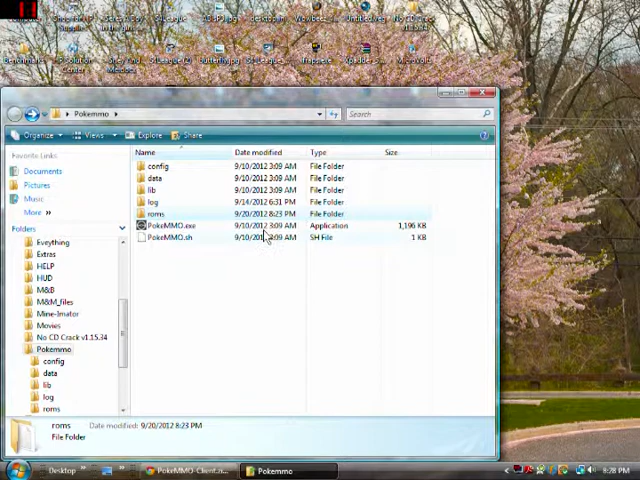 Pokemmo
Search
Organize Views Explore Share
Favorite Links
Documents
Pictures
Music
More »
Folders
Evrything
Extras
HELP
HUD
M&B
M&M_files
Mine-Imator
Movies
No CD Crack v1.15.34
Pokemmo
config
data
lib
log
roms
Name Date modified Type Size
config 9/10/2012 3:09 AM File Folder
data 9/10/2012 3:09 AM File Folder
lib 9/10/2012 3:09 AM File Folder
log 9/14/2012 6:31 PM File Folder
roms 9/20/2012 8:23 PM File Folder
PokeMMO.exe 9/10/2012 3:09 AM Application 1,196 KB
PokeMMO.sh 9/10/2012 3:09 AM SH File 1 KB
roms Date modified: 9/20/2012 8:23 PM
File Folder
Desktop » PokeMMO-Client.n... Pokemmo 8:28 PM